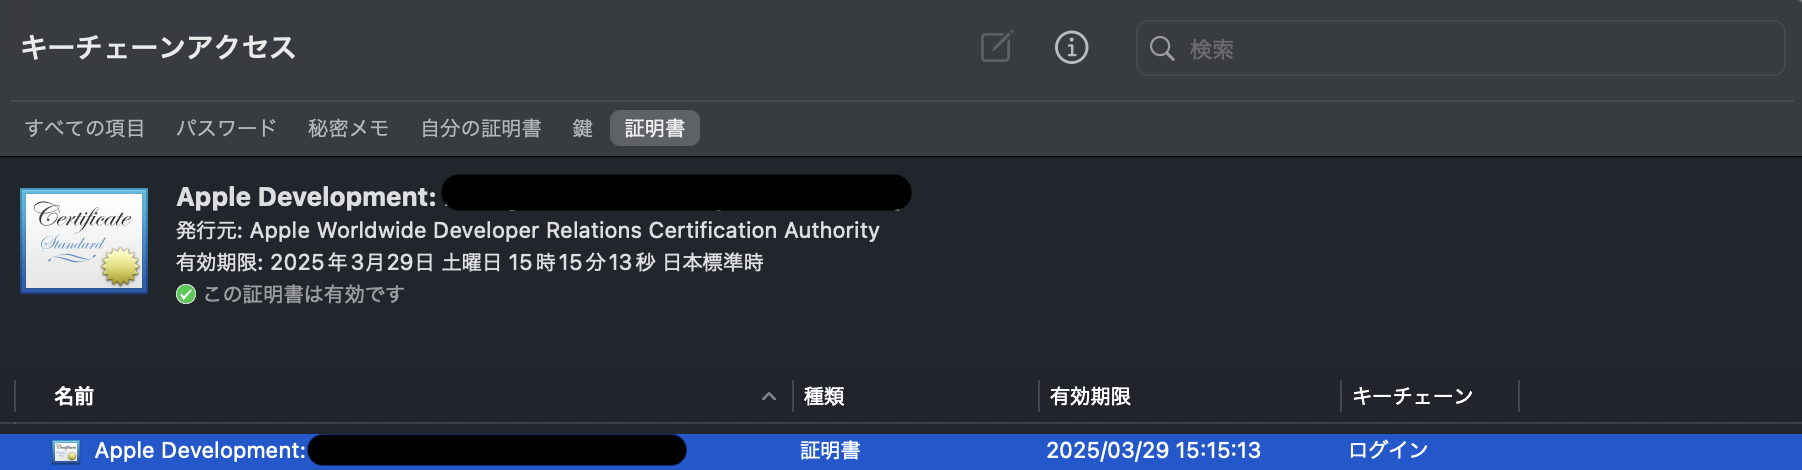 キーチェーンアクセス
検索
すべての項目 パスワード 秘密メモ 自分の証明書 鍵 証明書
Certificate
Standard
Apple Development:
発行元: Apple Worldwide Developer Relations Certification Authority
有効期限: 2025年3月29日 土曜日 15時15分13秒 日本標準時
この証明書は有効です
名前 種類 有効期限 キーチェーン
Apple Development: 証明書 2025/03/29 15:15:13 ログイン